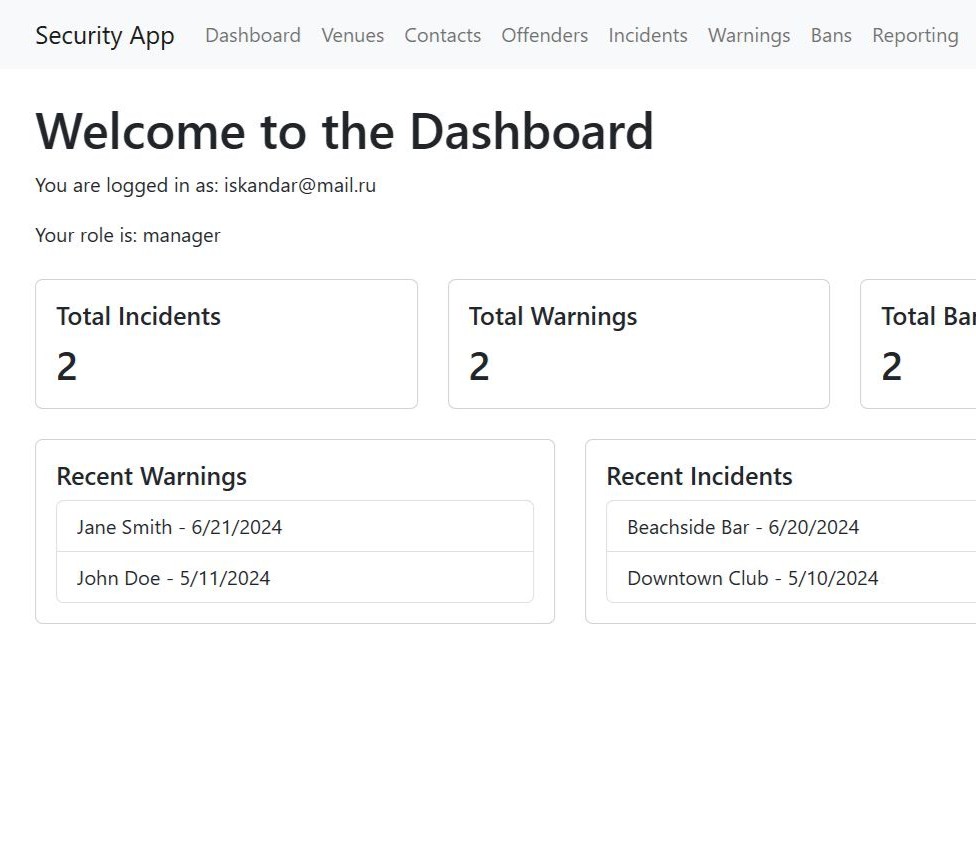 Security App Dashboard Venues Contacts Offenders Incidents Warnings Bans Reporting
Welcome to the Dashboard
You are logged in as: iskandar@mail.ru
Your role is: manager
Total Incidents
2
Total Warnings
2
Total
2
Recent Warnings
Jane Smith - 6/21/2024
John Doe - 5/11/2024
Recent Incidents
Beachside Bar - 6/20/2024
Downtown Club - 5/10/2024